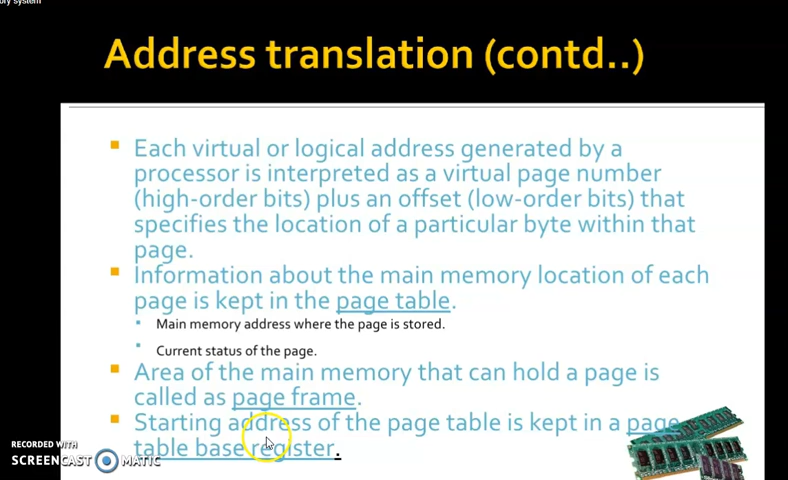 ory system
Address translation (contd..)
Each virtual or logical address generated by a
processor is interpreted as a virtual page number
(high-order bits) plus an offset (low-order bits) that
specifies the location of a particular byte within that
page.
Information about the main memory location of each
page is kept in the page table.
Main memory address where the page is stored.
Current status of the page.
Area of the main memory that can hold a page is
called as page frame.
Starting address of the page table is kept in a page
table base register.
RECORDED WITH
SCREENCAST MATIC